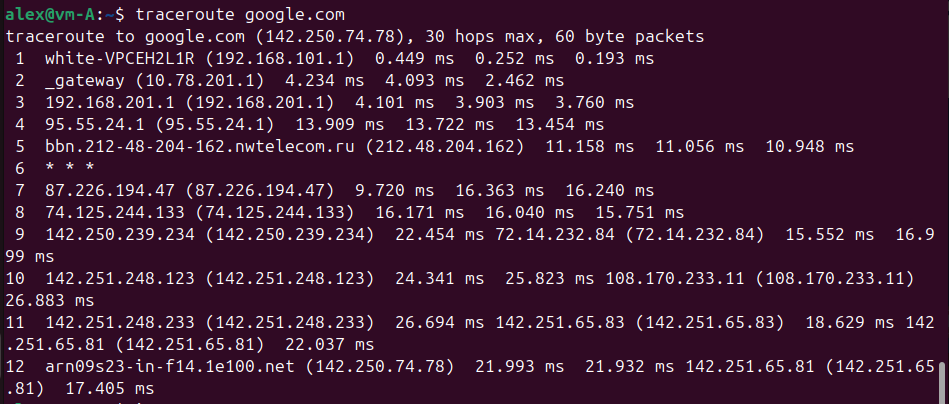 alex@vm-A:~$ traceroute google.com
traceroute to google.com (142.250.74.78), 30 hops max, 60 byte packets
 1  white-VPCEH2L1R (192.168.101.1)  0.449 ms  0.252 ms  0.193 ms
 2  _gateway (10.78.201.1)  4.234 ms  4.093 ms  2.462 ms
 3  192.168.201.1 (192.168.201.1)  4.101 ms  3.903 ms  3.760 ms
 4  95.55.24.1 (95.55.24.1)  13.909 ms  13.722 ms  13.454 ms
 5  bbn.212-48-204-162.nwtelecom.ru (212.48.204.162)  11.158 ms  11.056 ms  10.948 ms
 6  * * *
 7  87.226.194.47 (87.226.194.47)  9.720 ms  16.363 ms  16.240 ms
 8  74.125.244.133 (74.125.244.133)  16.171 ms  16.040 ms  15.751 ms
 9  142.250.239.234 (142.250.239.234)  22.454 ms 72.14.232.84 (72.14.232.84)  15.552 ms  16.9
99 ms
10  142.251.248.123 (142.251.248.123)  24.341 ms  25.823 ms 108.170.233.11 (108.170.233.11)
26.883 ms
11  142.251.248.233 (142.251.248.233)  26.694 ms 142.251.65.83 (142.251.65.83)  18.629 ms 142
.251.65.81 (142.251.65.81)  22.037 ms
12  arn09s23-in-f14.1e100.net (142.250.74.78)  21.993 ms  21.932 ms 142.251.65.81 (142.251.65
.81)  17.405 ms